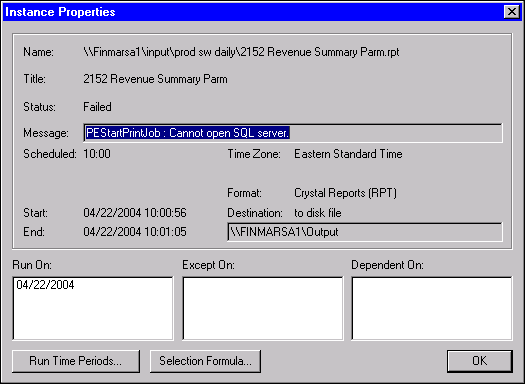 Instance Properties
Name: \\Finmarsa1\input\prod sw daily\2152 Revenue Summary Parm.rpt
Title: 2152 Revenue Summary Parm
Status: Failed
Message: PEStartPrintJob : Cannot open SQL server.
Scheduled: 10:00 Time Zone: Eastern Standard Time
Format: Crystal Reports (RPT)
Start: 04/22/2004 10:00:56 Destination: to disk file
End: 04/22/2004 10:01:05 \\FINMARSA1\Output
Run On: Except On: Dependent On:
04/22/2004
Run Time Periods... Selection Formula... OK